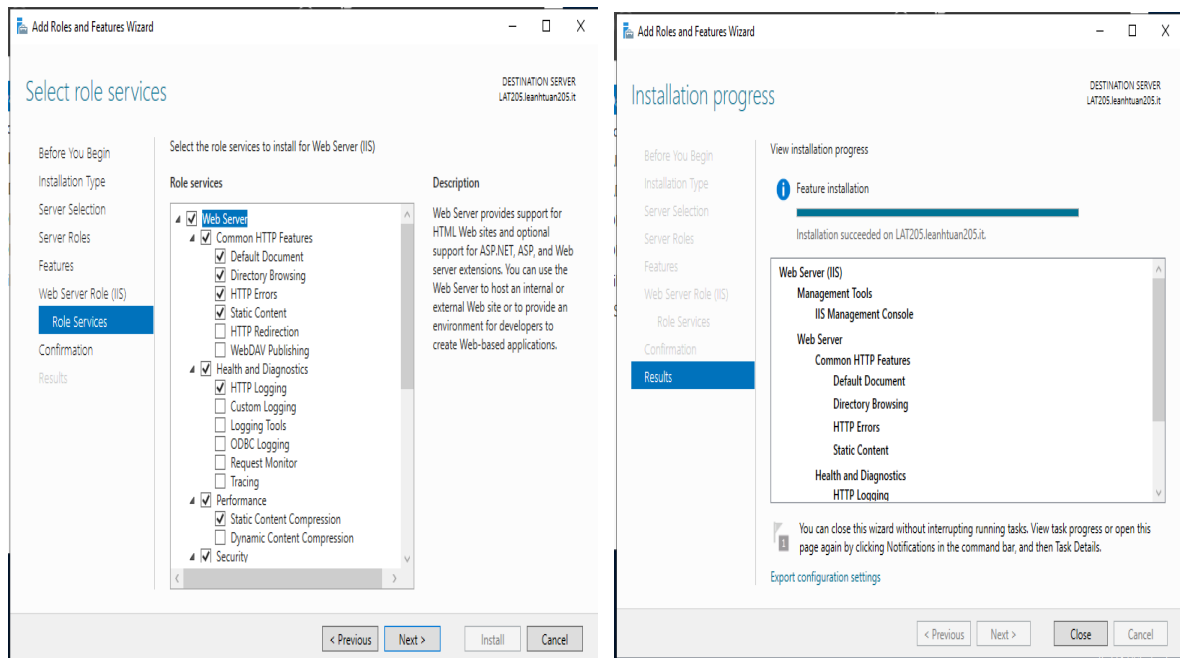 Add Roles and Features Wizard
Select role services
DESTINATION SERVER
LAT205.leanhtuan205.it
Before You Begin
Installation Type
Server Selection
Server Roles
Features
Web Server Role (IIS)
Role Services
Confirmation
Results
Select the role services to install for Web Server (IIS)
Role services
Web Server
Common HTTP Features
Default Document
Directory Browsing
HTTP Errors
Static Content
HTTP Redirection
WebDAV Publishing
Health and Diagnostics
HTTP Logging
Custom Logging
Logging Tools
ODBC Logging
Request Monitor
Tracing
Performance
Static Content Compression
Dynamic Content Compression
Security
Description
Web Server provides support for
HTML Web sites and optional
support for ASP.NET, ASP, and Web
server extensions. You can use the
Web Server to host an internal or
external Web site or to provide an
environment for developers to
create Web-based applications.
< Previous
Next >
Install
Cancel
Add Roles and Features Wizard
Installation progress
DESTINATION SERVER
LAT205.leanhtuan205.it
Before You Begin
Installation Type
Server Selection
Server Roles
Features
Web Server Role (IIS)
Role Services
Confirmation
Results
View installation progress
Feature installation
Installation succeeded on LAT205.leanhtuan205.it.
Web Server (IIS)
Management Tools
IIS Management Console
Web Server
Common HTTP Features
Default Document
Directory Browsing
HTTP Errors
Static Content
Health and Diagnostics
HTTP Logging
1
You can close this wizard without interrupting running tasks. View task progress or open this
page again by clicking Notifications in the command bar, and then Task Details.
Export configuration settings
< Previous
Next >
Close
Cancel